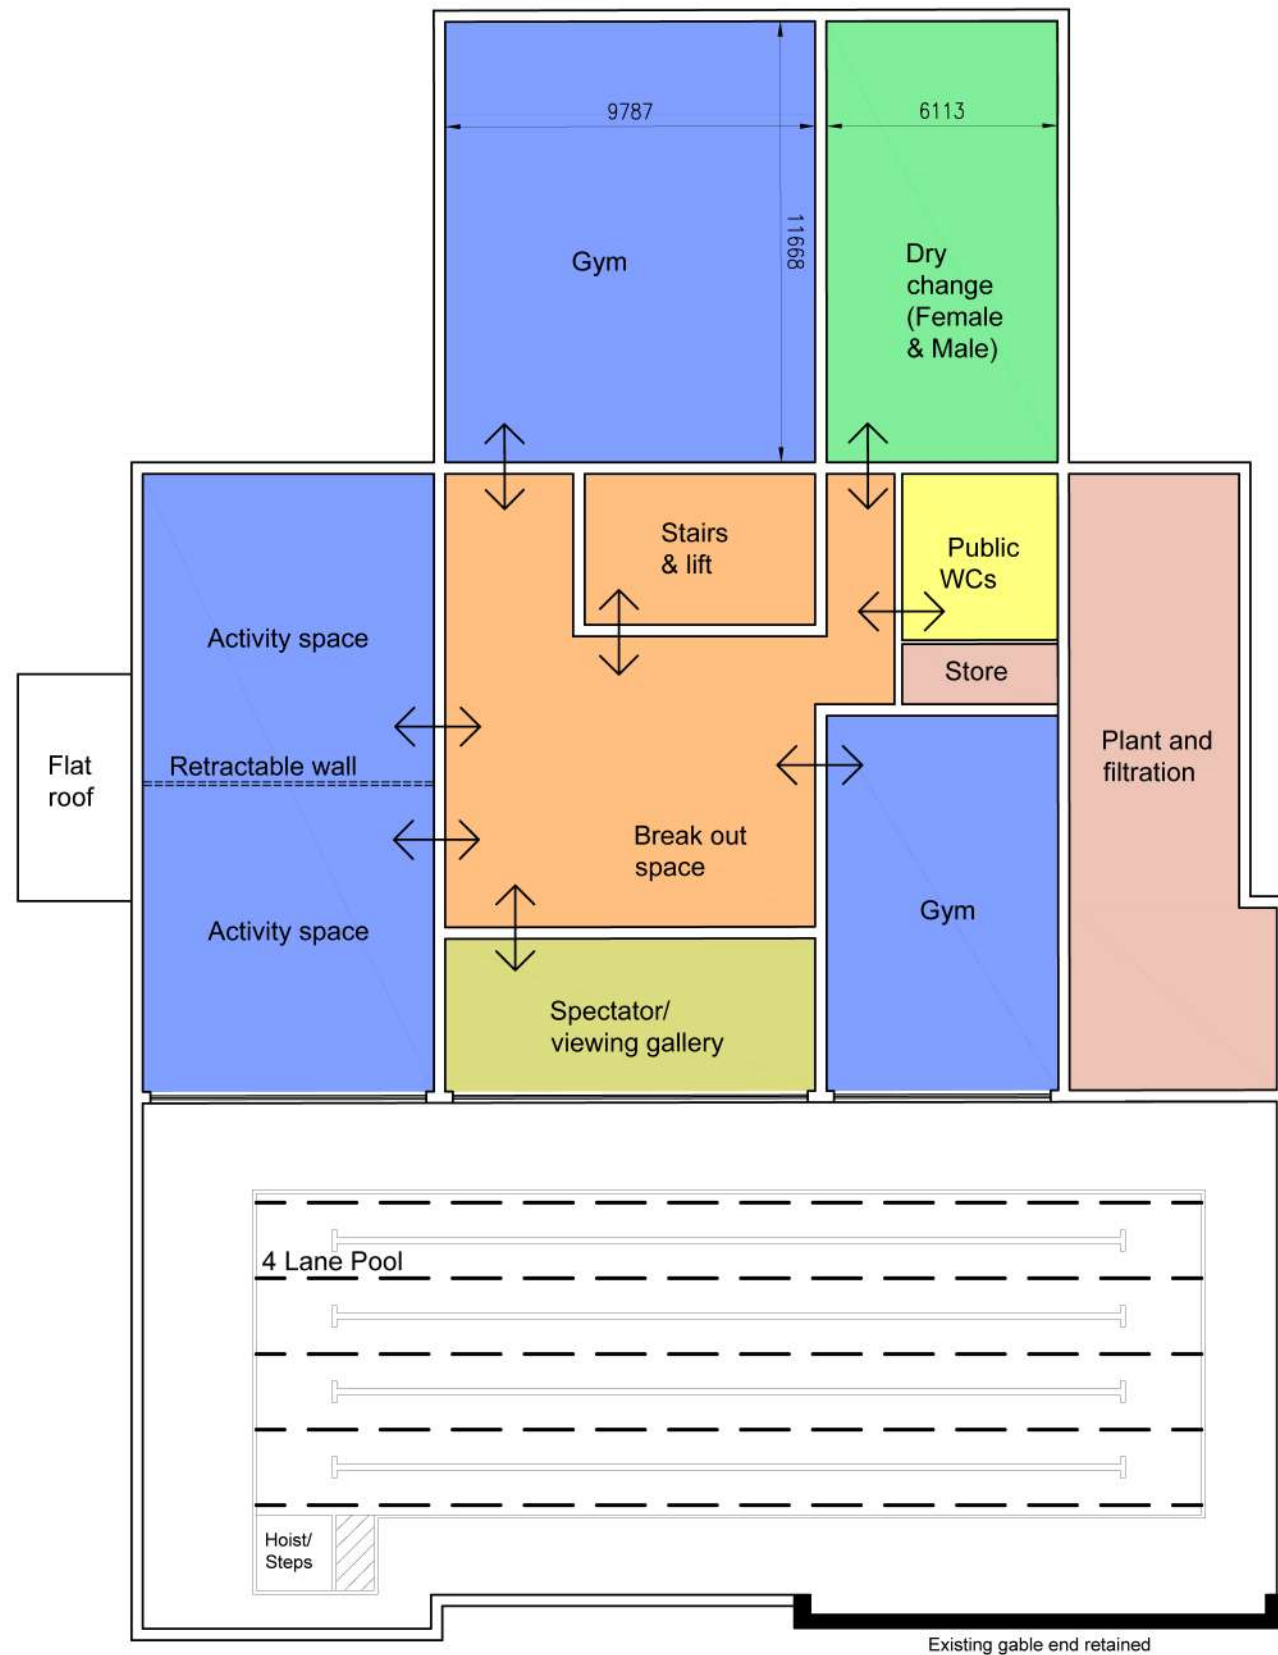 9787
6113
11668
Gym
Dry
change
(Female
& Male)
Stairs
& lift
Public
WCs
Activity space
Store
Flat
roof
Retractable wall
Plant and
filtration
Break out
space
Activity space
Gym
Spectator/
viewing gallery
4 Lane Pool
Hoist/
Steps
Existing gable end retained